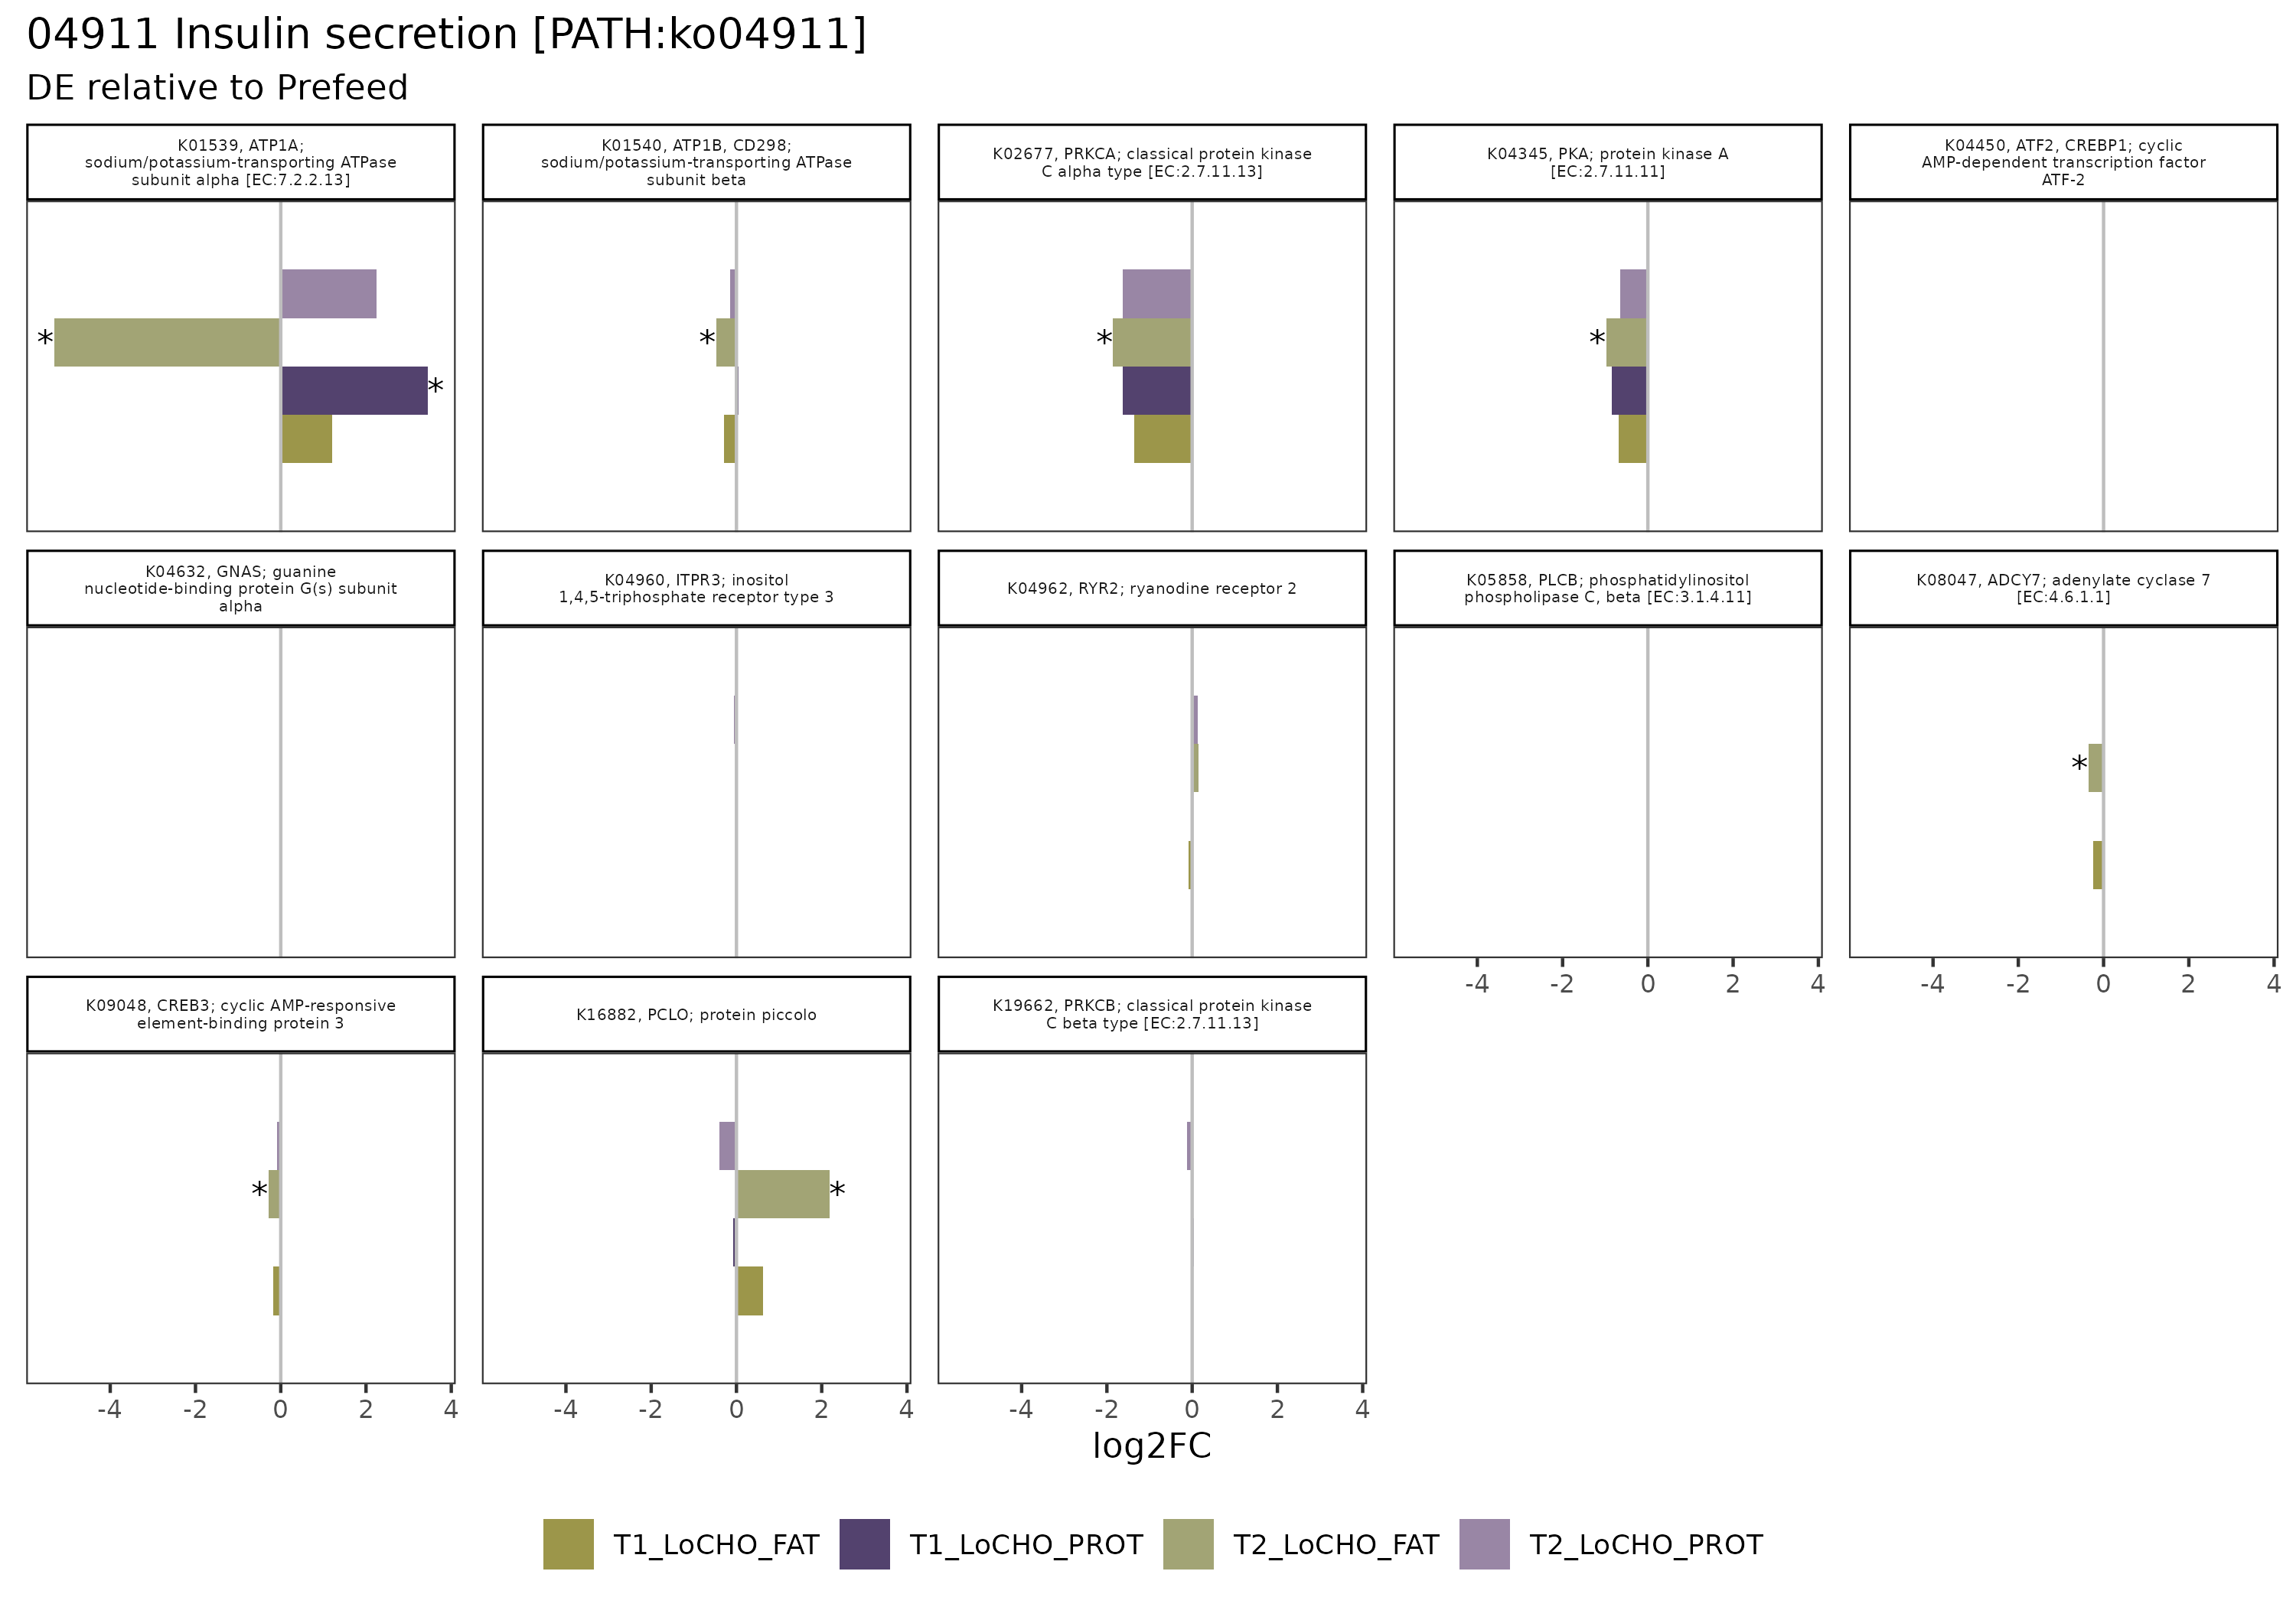 04911 Insulin secretion [PATH:ko04911]
DE relative to Prefeed
K01539, ATP1A;
sodium/potassium-transporting ATPase
subunit alpha [EC:7.2.2.13]
K01540, ATP1B, CD298;
sodium/potassium-transporting ATPase
subunit beta
K02677, PRKCA; classical protein kinase
C alpha type [EC:2.7.11.13]
K04345, PKA; protein kinase A
[EC:2.7.11.11]
K04450, ATF2, CREBP1; cyclic
AMP-dependent transcription factor
ATF-2
*
*
*
*
*
K04632, GNAS; guanine
nucleotide-binding protein G(s) subunit
alpha
K04960, ITPR3; inositol
1,4,5-triphosphate receptor type 3
K04962, RYR2; ryanodine receptor 2
K05858, PLCB; phosphatidylinositol
phospholipase C, beta [EC:3.1.4.11]
K08047, ADCY7; adenylate cyclase 7
[EC:4.6.1.1]
*
-4 -2 0 2 4
-4 -2 0 2 4
K09048, CREB3; cyclic AMP-responsive
element-binding protein 3
K16882, PCLO; protein piccolo
K19662, PRKCB; classical protein kinase
C beta type [EC:2.7.11.13]
*
*
-4 -2 0 2 4
-4 -2 0 2 4
-4 -2 0 2 4
log2FC
T1_LoCHO_FAT
T1_LoCHO_PROT
T2_LoCHO_FAT
T2_LoCHO_PROT